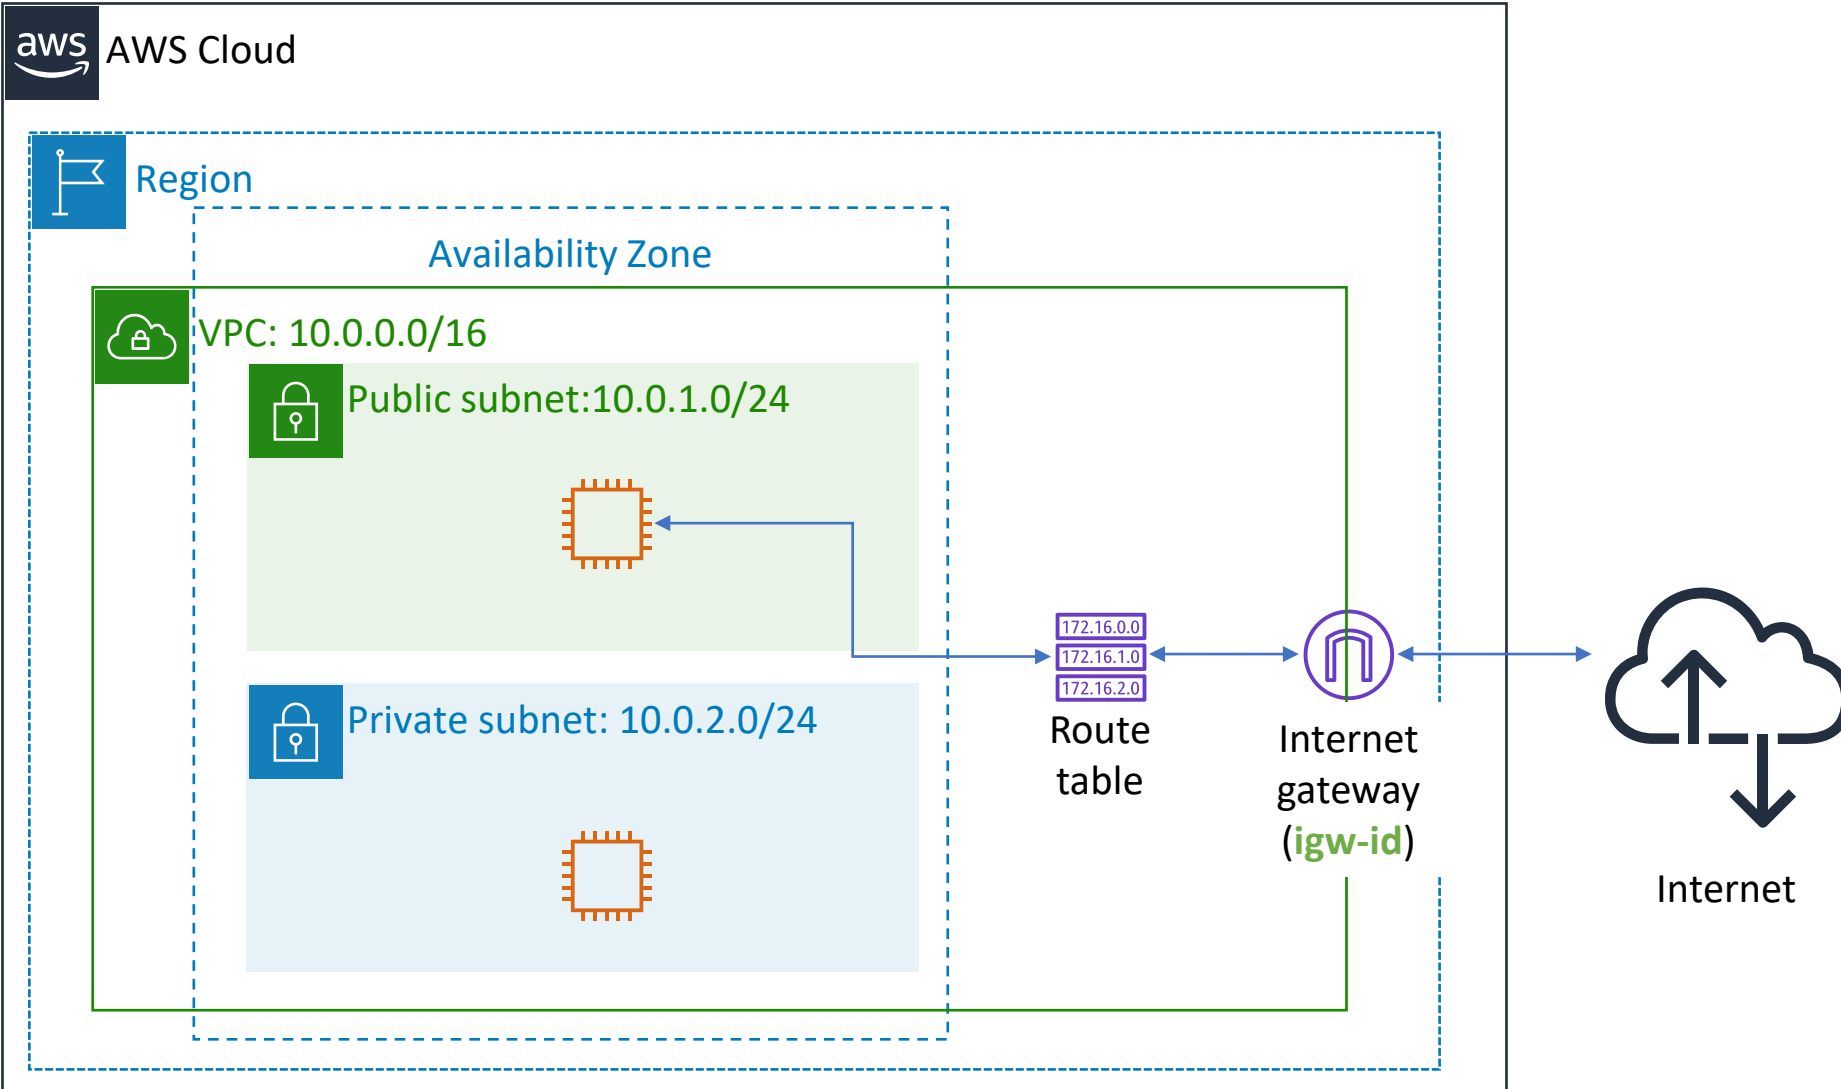 aws
AWS Cloud
Region
Availability Zone
VPC: 10.0.0.0/16
Public subnet:10.0.1.0/24
172.16.0.0
172.16.1.0
172.16.2.0
Route
table
Internet
gateway
(igw-id)
Private subnet: 10.0.2.0/24
Internet